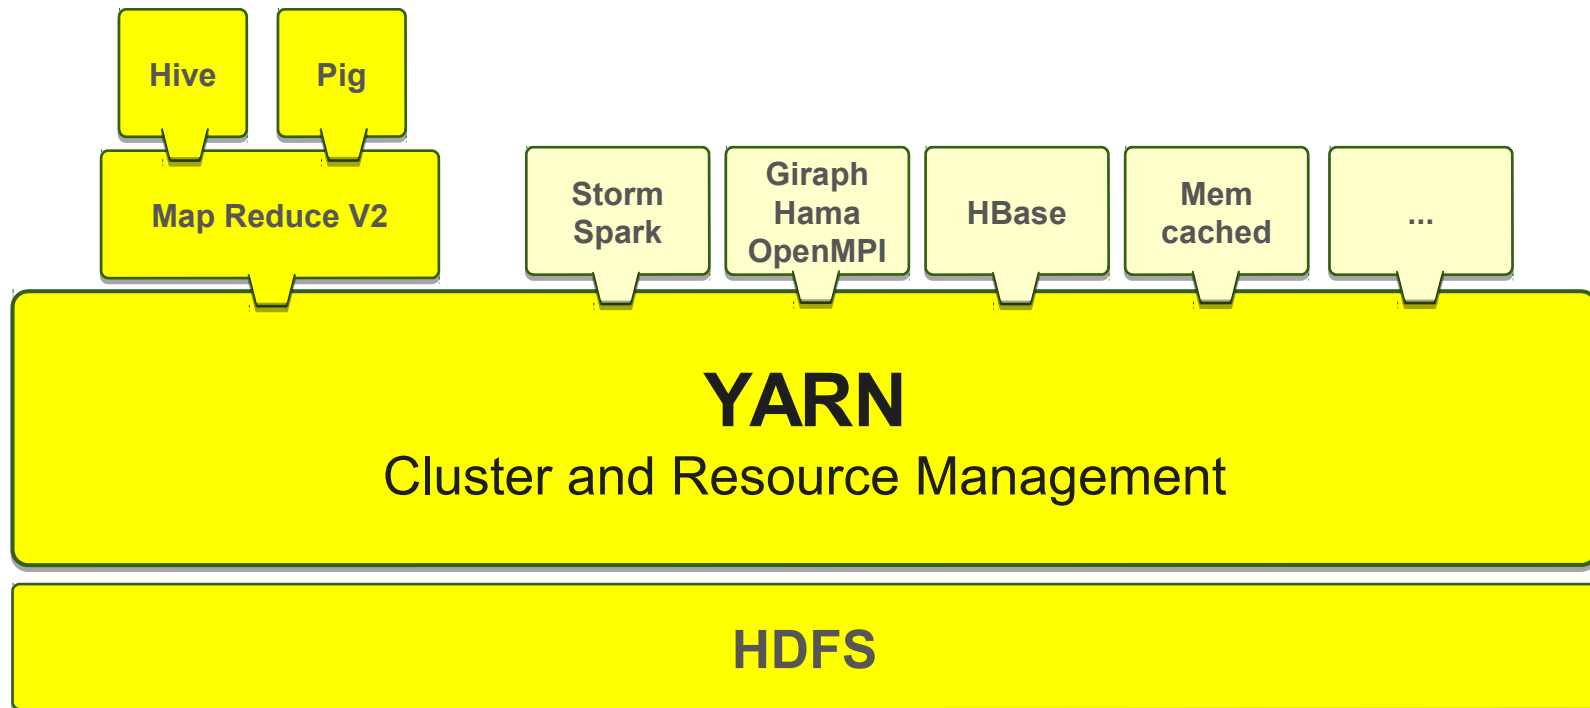 Hive
Pig
Map Reduce V2
Storm
Spark
Giraph
Hama
OpenMPI
HBase
Mem
cached
...
YARN
Cluster and Resource Management
HDFS